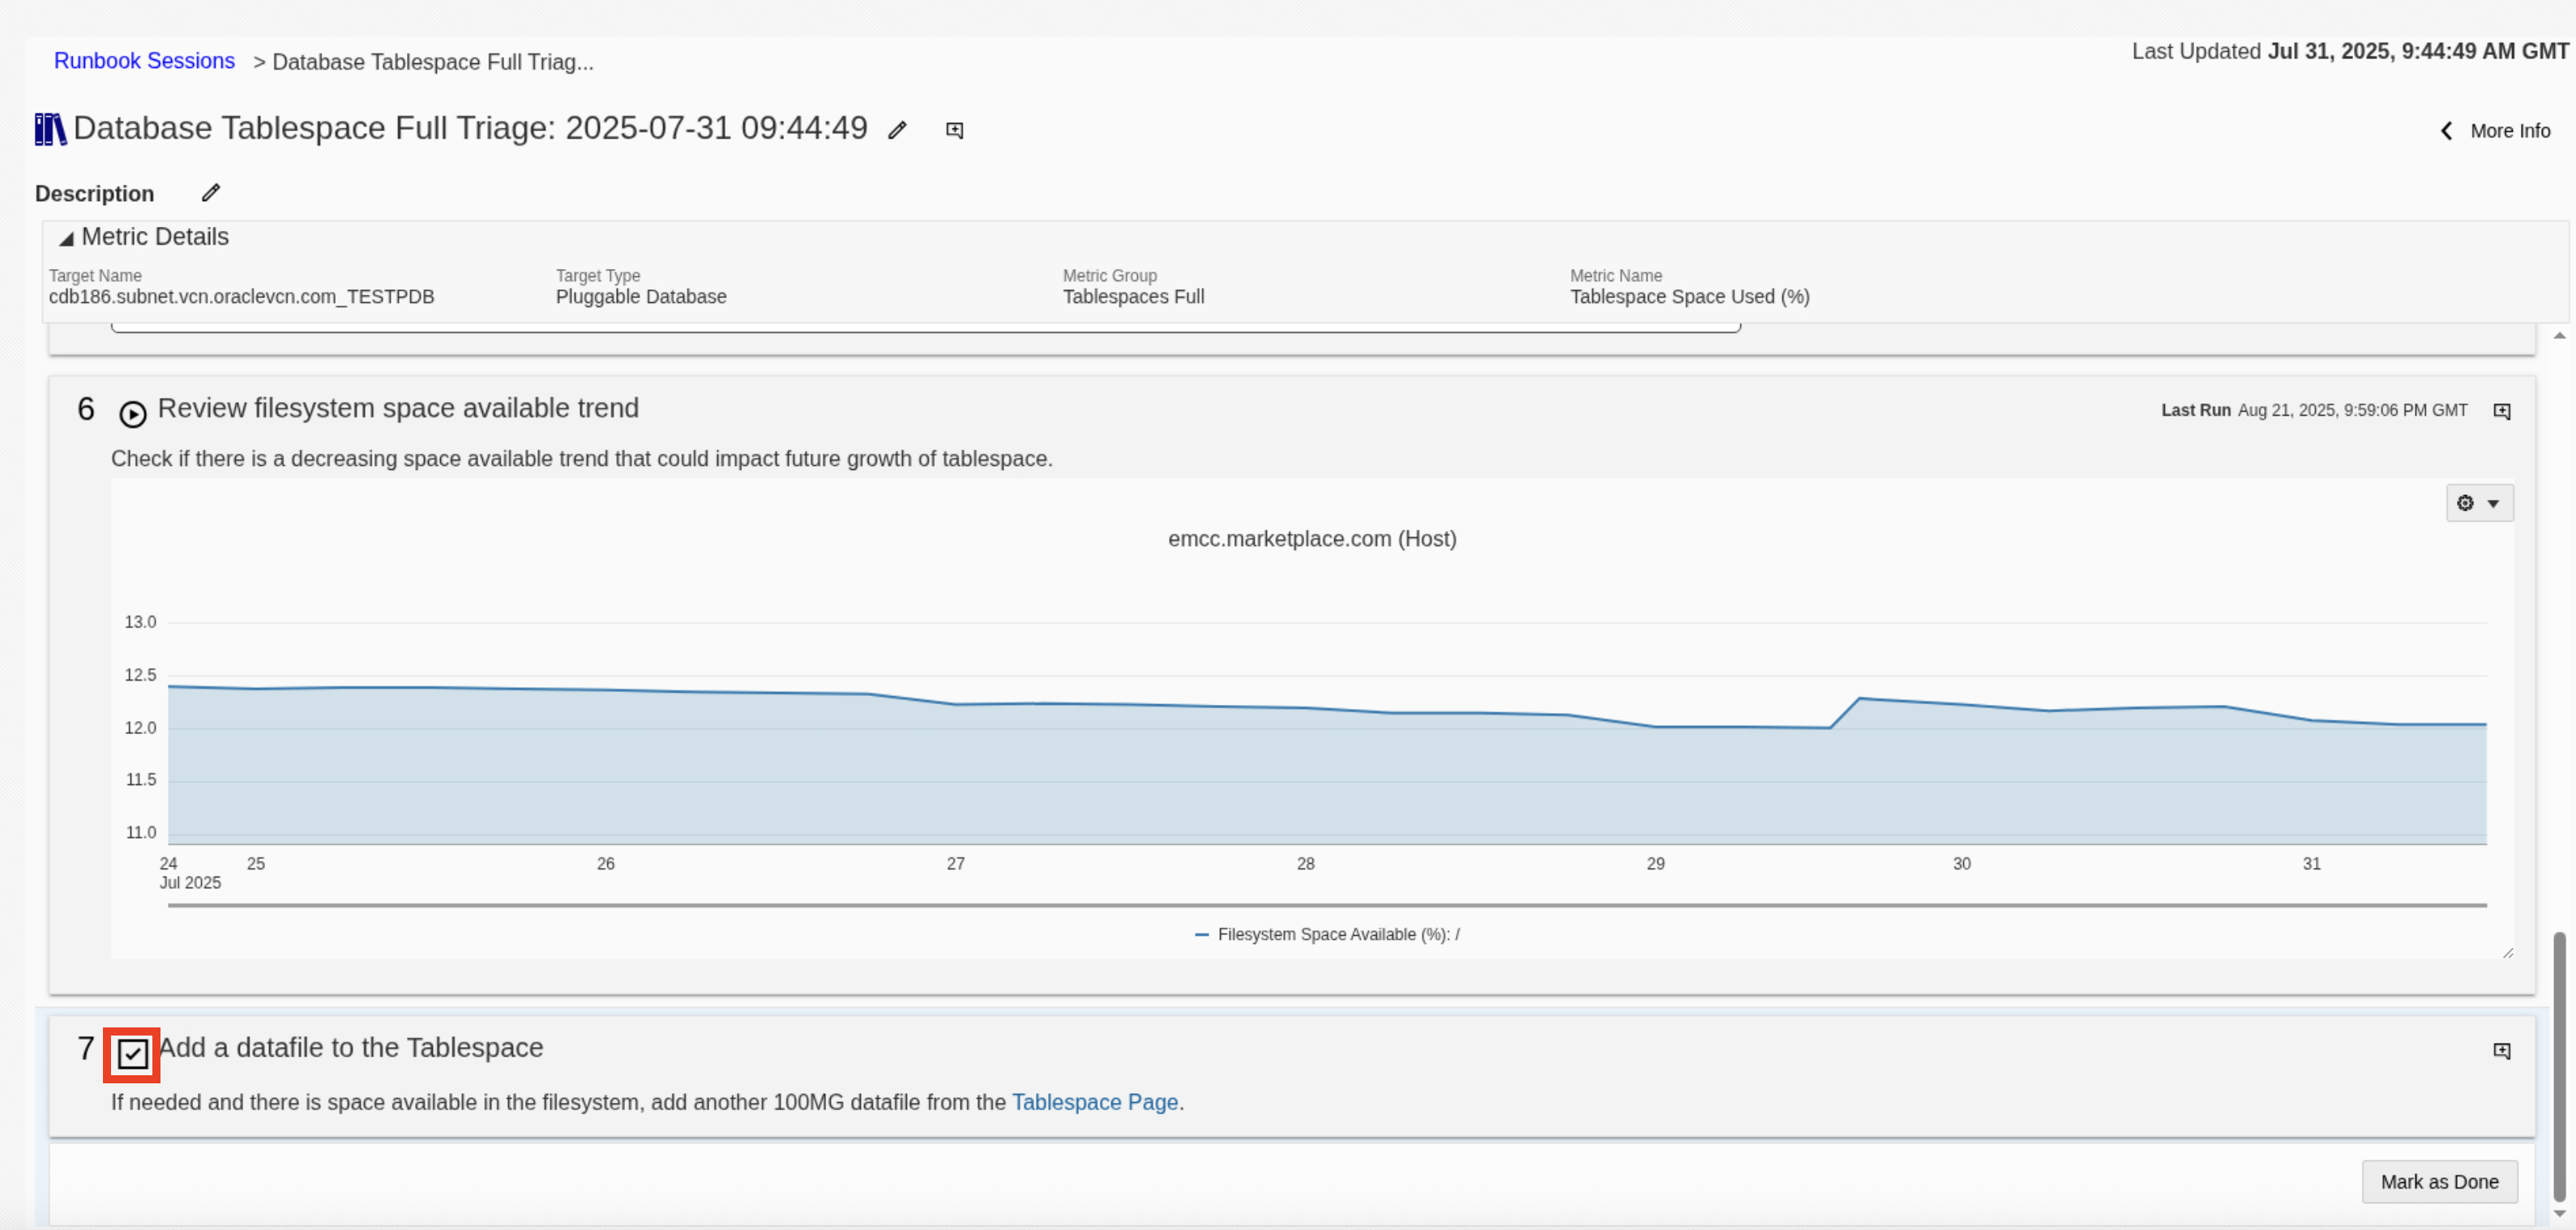 Runbook Sessions > Database Tablespace Full Triag...
Last Updated Jul 31, 2025, 9:44:49 AM GMT
Database Tablespace Full Triage: 2025-07-31 09:44:49
More Info
Description
Metric Details
Target Name
cdb186.subnet.vcn.oraclevcn.com_TESTPDB
Target Type
Pluggable Database
Metric Group
Tablespaces Full
Metric Name
Tablespace Space Used (%)
6 Review filesystem space available trend
Last Run Aug 21, 2025, 9:59:06 PM GMT
Check if there is a decreasing space available trend that could impact future growth of tablespace.
emcc.marketplace.com (Host)
13.0
12.5
12.0
11.5
11.0
24 25 26 27 28 29 30 31
Jul 2025
Filesystem Space Available (%): /
7 Add a datafile to the Tablespace
If needed and there is space available in the filesystem, add another 100MG datafile from the Tablespace Page.
Mark as Done